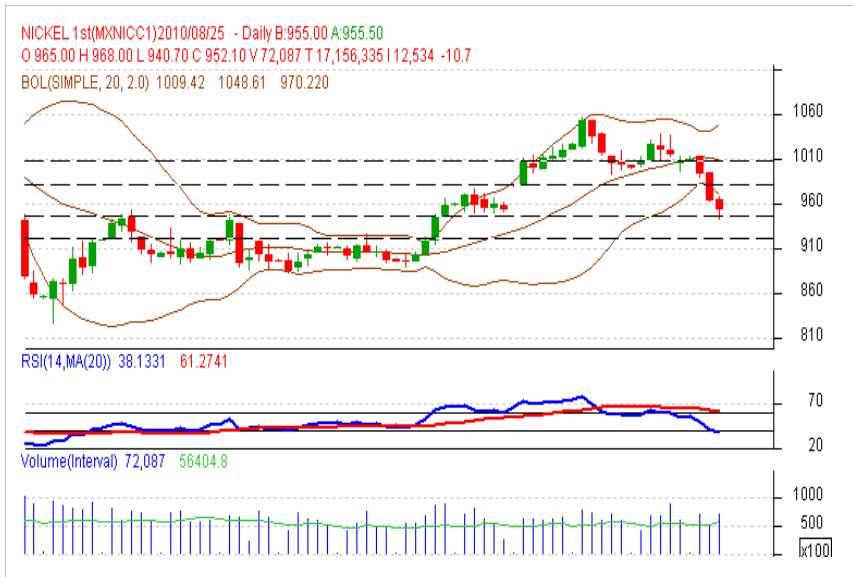 NICKEL 1st(MXNICC1)2010/08/25 - Daily B:955.00 A:955.50
O 965.00 H 968.00 L 940.70 C 952.10 V 72,087 T 17,156,335 I 12,534 -10.7
BOL(SIMPLE, 20, 2.0) 1009.42 1048.61 970.220
1060
1010
960
910
860
810
RSI(14,MA(20)) 38.1331 61.2741
70
20
Volume(Interval) 72,087 56404.8
1000
500
x100